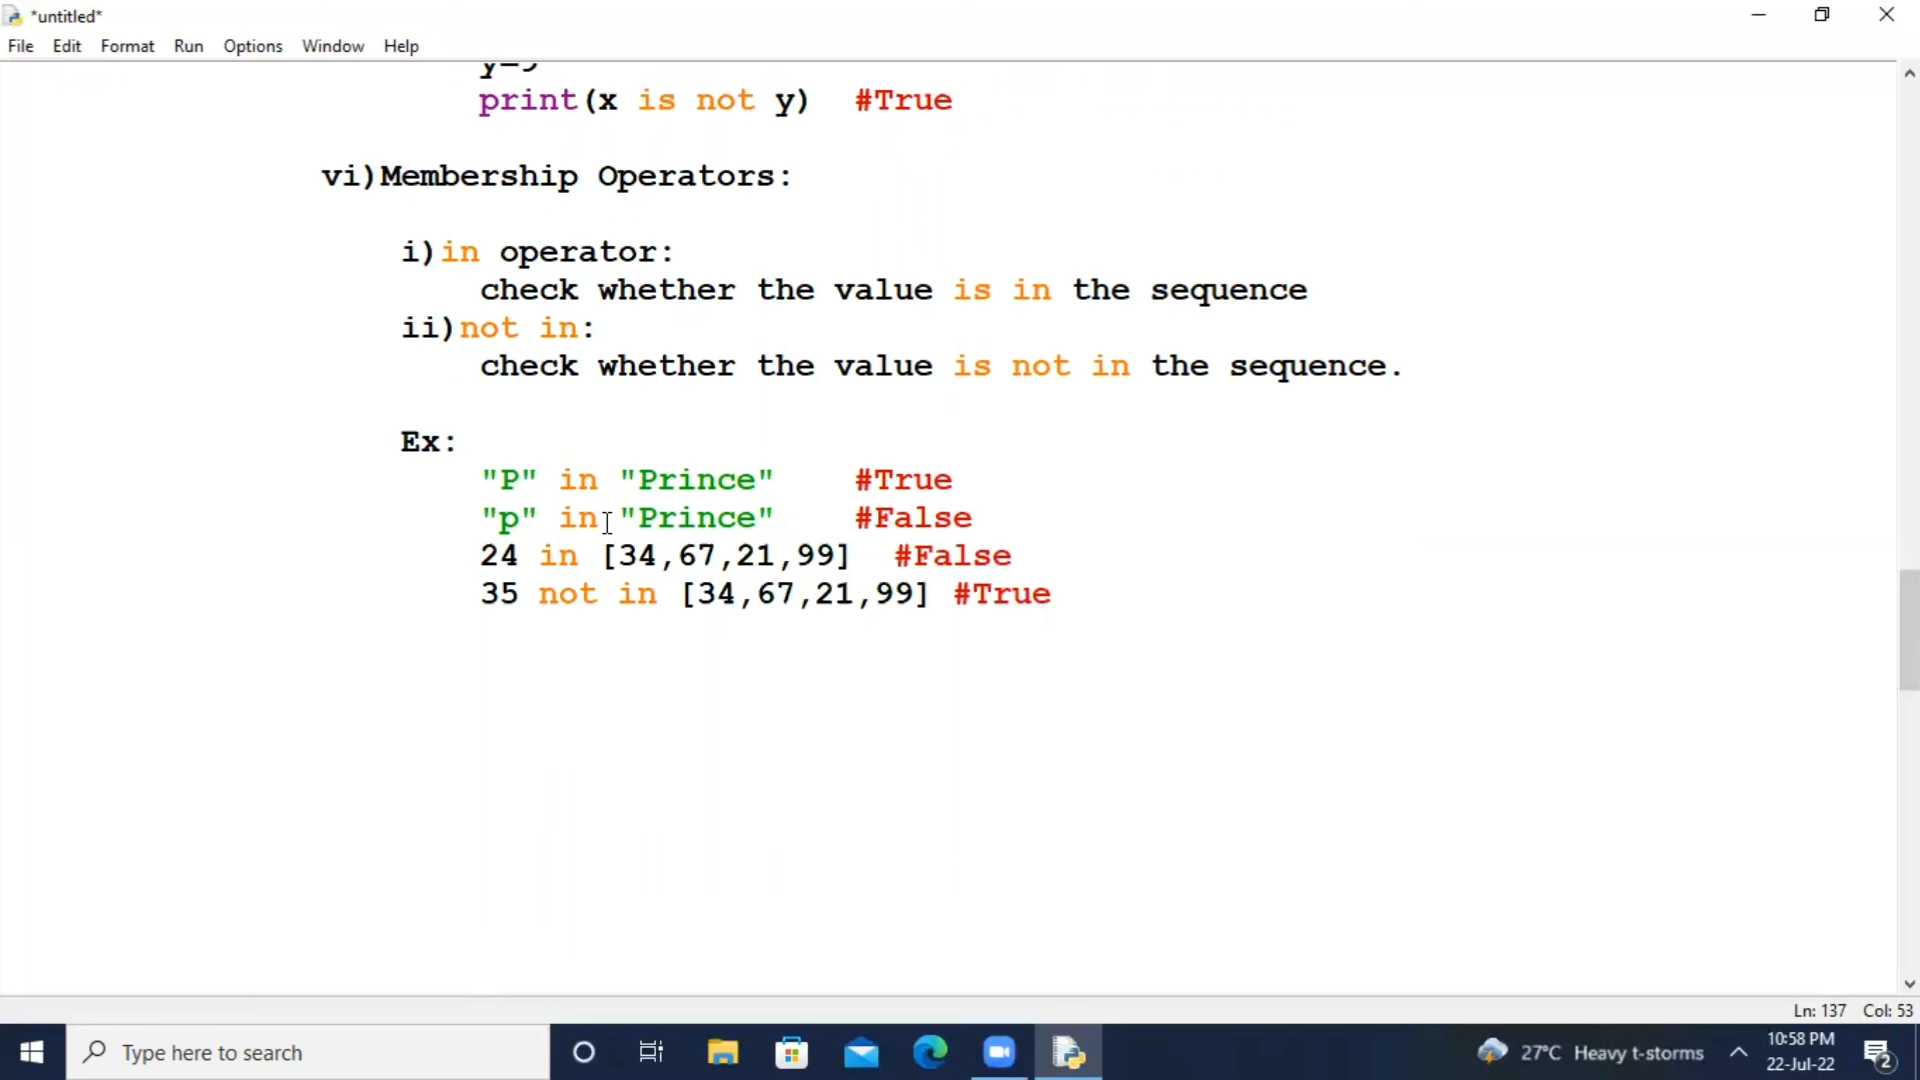 *untitled*
File Edit Format Run Options Window Help
print(x is not y) #True
vi)Membership Operators:
i)in operator:
check whether the value is in the sequence
ii)not in:
check whether the value is not in the sequence.
Ex:
"P" in "Prince" #True
"p" in "Prince" #False
24 in [34,67,21,99] #False
35 not in [34,67,21,99] #True
Ln: 137 Col: 53
Type here to search
27°C Heavy t-storms
10:58 PM
22-Jul-22
2